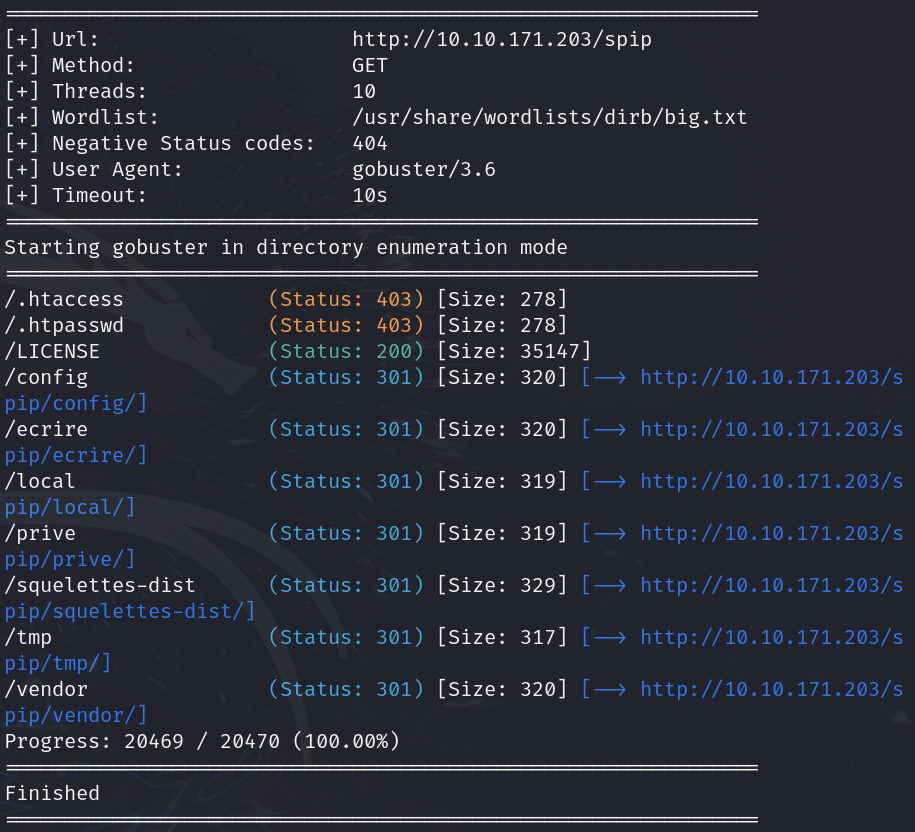 ===============================================================
[+] Url:                     http://10.10.171.203/spip
[+] Method:                  GET
[+] Threads:                 10
[+] Wordlist:                /usr/share/wordlists/dirb/big.txt
[+] Negative Status codes:   404
[+] User Agent:              gobuster/3.6
[+] Timeout:                 10s
===============================================================
Starting gobuster in directory enumeration mode
===============================================================
/.htaccess            (Status: 403) [Size: 278]
/.htpasswd            (Status: 403) [Size: 278]
/LICENSE              (Status: 200) [Size: 35147]
/config               (Status: 301) [Size: 320] [--> http://10.10.171.203/s
pip/config/]
/ecrire               (Status: 301) [Size: 320] [--> http://10.10.171.203/s
pip/ecrire/]
/local                (Status: 301) [Size: 319] [--> http://10.10.171.203/s
pip/local/]
/prive                (Status: 301) [Size: 319] [--> http://10.10.171.203/s
pip/prive/]
/squelettes-dist      (Status: 301) [Size: 329] [--> http://10.10.171.203/s
pip/squelettes-dist/]
/tmp                  (Status: 301) [Size: 317] [--> http://10.10.171.203/s
pip/tmp/]
/vendor               (Status: 301) [Size: 320] [--> http://10.10.171.203/s
pip/vendor/]
Progress: 20469 / 20470 (100.00%)
===============================================================
Finished
===============================================================